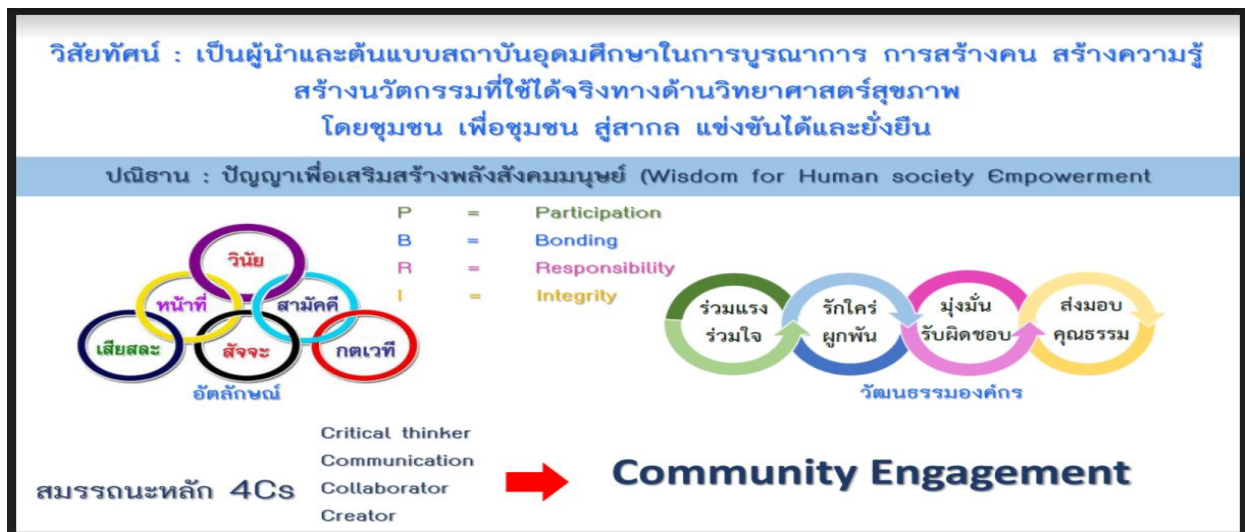 วิสัยทัศน์ : เป็นผู้นำและต้นแบบสถาบันอุดมศึกษาในการบูรณาการ การสร้างคน สร้างความรู้
สร้างนวัตกรรมที่ใช้ได้จริงทางด้านวิทยาศาสตร์สุขภาพ
โดยชุมชน เพื่อชุมชน สู่สากล แข่งขันได้และยั่งยืน
ปณิธาน : ปัญญาเพื่อเสริมสร้างพลังสังคมมนุษย์ (Wisdom for Human society Empowerment
P = Participation
B = Bonding
R = Responsibility
I = Integrity
วินัย
หน้าที่
สามัคคี
เสียสละ
สัจจะ
กตเวที
อัตลักษณ์
ร่วมแรง
ร่วมใจ
รักใคร่
ผูกพัน
มุ่งมั่น
รับผิดชอบ
ส่งมอบ
คุณธรรม
วัฒนธรรมองค์กร
สมรรถนะหลัก 4Cs
Critical thinker
Communication
Collaborator
Creator
Community Engagement